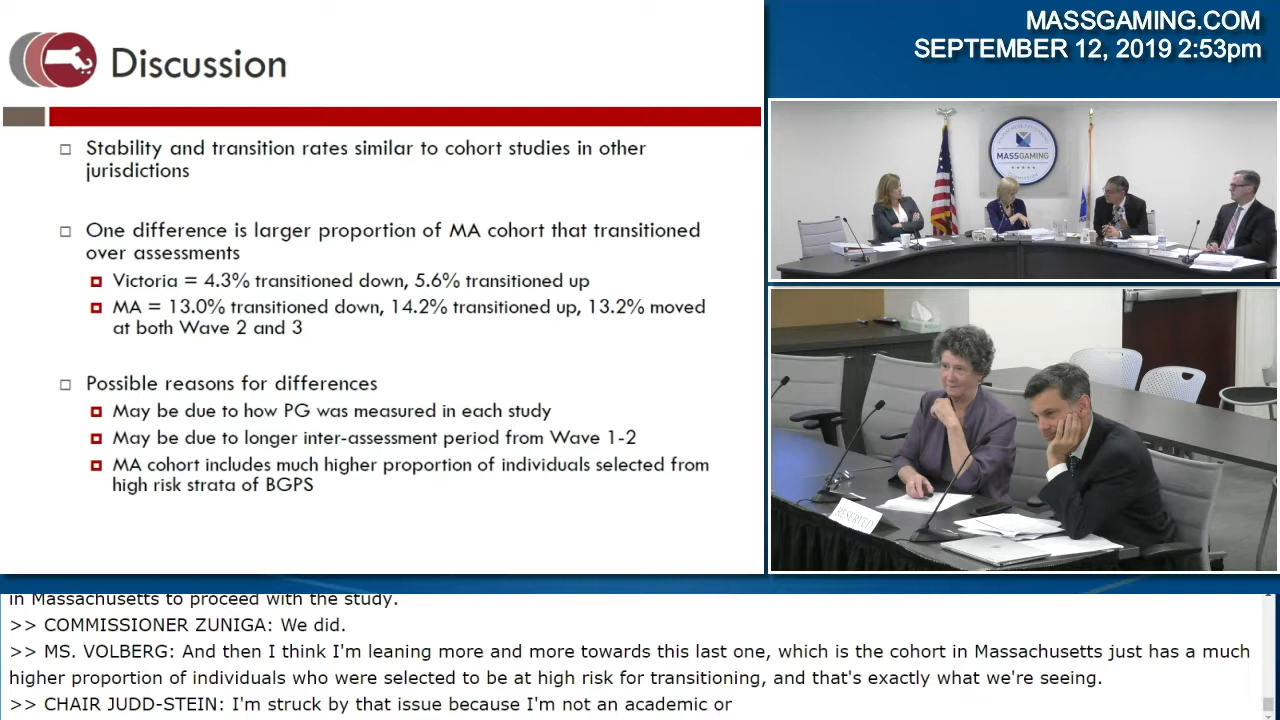 MASSGAMING.COM
SEPTEMBER 12, 2019 2:53pm
Discussion
Stability and transition rates similar to cohort studies in other
jurisdictions
One difference is larger proportion of MA cohort that transitioned
over assessments
Victoria = 4.3% transitioned down, 5.6% transitioned up
MA = 13.0% transitioned down, 14.2% transitioned up, 13.2% moved
at both Wave 2 and 3
Possible reasons for differences
May be due to how PG was measured in each study
May be due to longer inter-assessment period from Wave 1-2
MA cohort includes much higher proportion of individuals selected from
high risk strata of BGPS
MASSGAMING
RESERVED
in Massachusetts to proceed with the study.
>> COMMISSIONER ZUNIGA: We did.
>> MS. VOLBERG: And then I think I'm leaning more and more towards this last one, which is the cohort in Massachusetts just has a much
higher proportion of individuals who were selected to be at high risk for transitioning, and that's exactly what we're seeing.
>> CHAIR JUDD-STEIN: I'm struck by that issue because I'm not an academic or